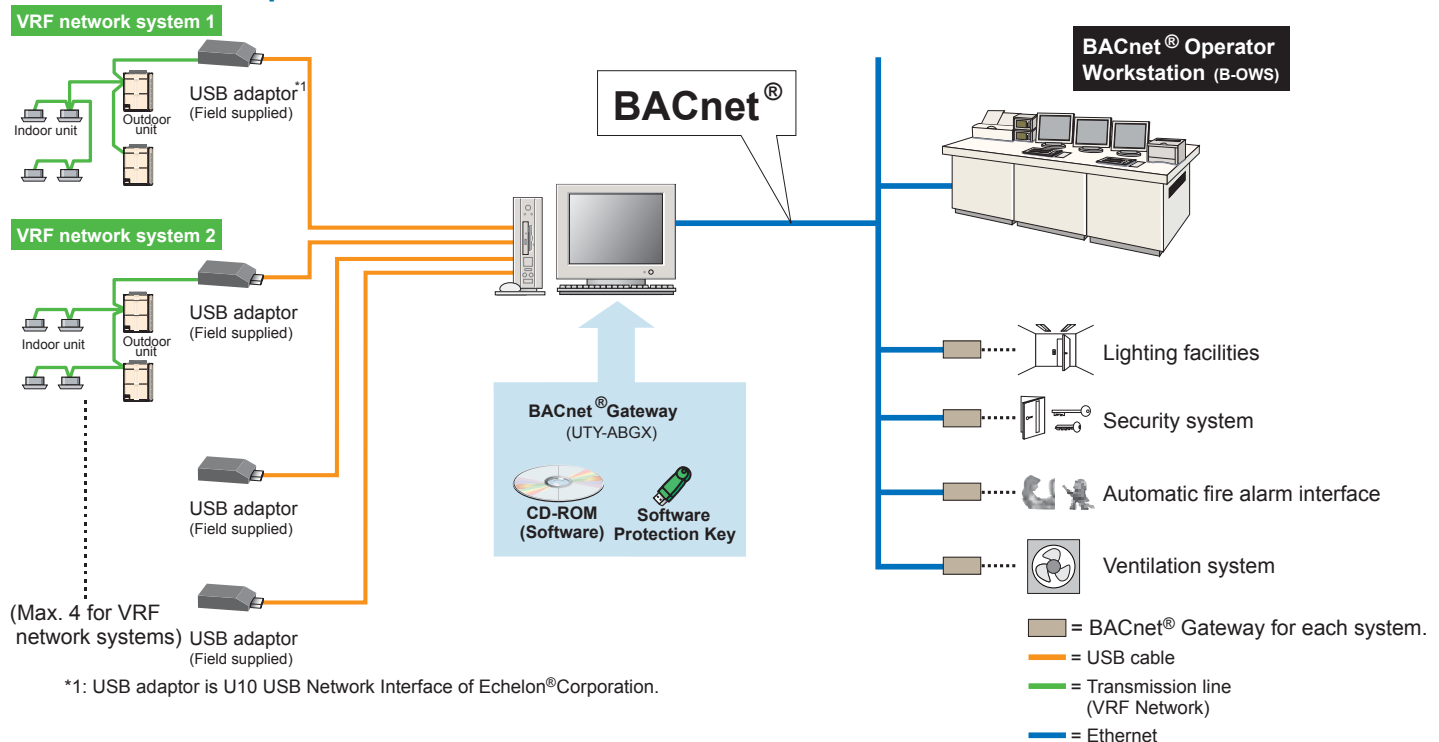 VRF network system 1
USB adaptor*1
(Field supplied)
Indoor unit
Outdoor
unit
VRF network system 2
USB adaptor
(Field supplied)
Indoor unit
Outdoor
unit
USB adaptor
(Field supplied)
(Max. 4 for VRF
network systems)
USB adaptor
(Field supplied)
*1: USB adaptor is U10 USB Network Interface of Echelon®Corporation.
BACnet®
BACnet®Gateway
(UTY-ABGX)
CD-ROM
(Software)
Software
Protection Key
BACnet® Operator
Workstation (B-OWS)
Lighting facilities
Security system
Automatic fire alarm interface
Ventilation system
= BACnet® Gateway for each system.
= USB cable
= Transmission line
(VRF Network)
= Ethernet